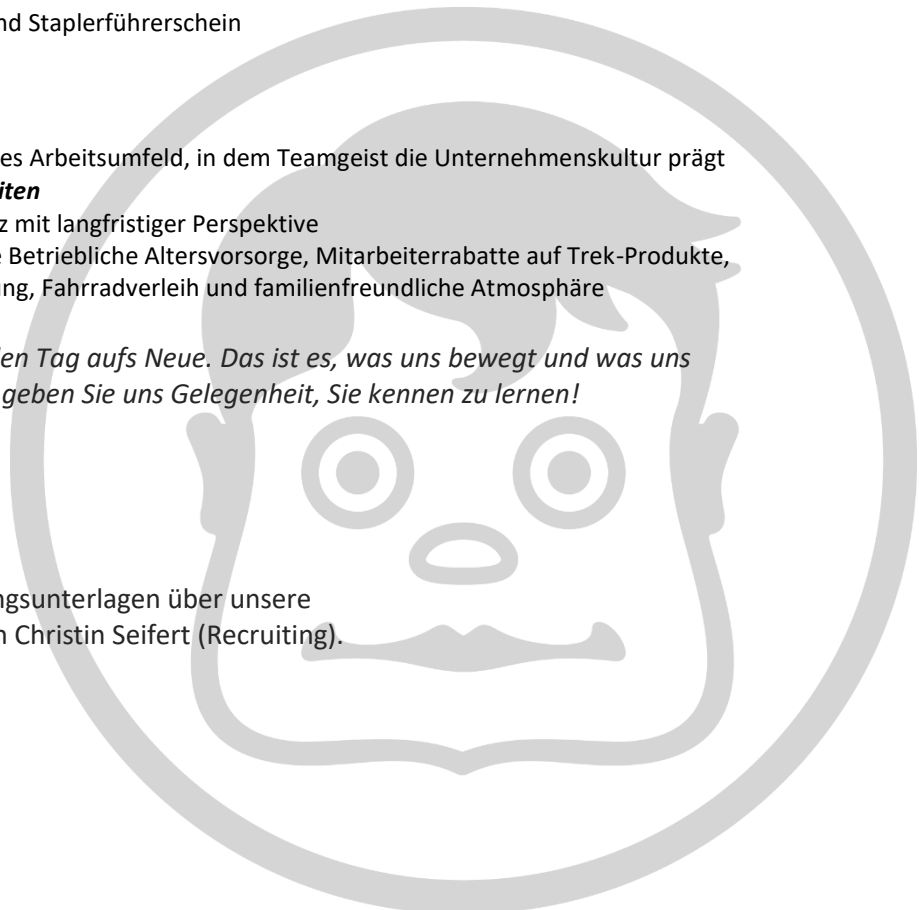 nd Staplerführerschein
es Arbeitsumfeld, in dem Teamgeist die Unternehmenskultur prägt
iten
z mit langfristiger Perspektive
e Betriebliche Altersvorsorge, Mitarbeiterrabatte auf Trek-Produkte,
ung, Fahrradverleih und familienfreundliche Atmosphäre
den Tag aufs Neue. Das ist es, was uns bewegt und was uns
geben Sie uns Gelegenheit, Sie kennen zu lernen!
ngsunterlagen über unsere
n Christin Seifert (Recruiting).